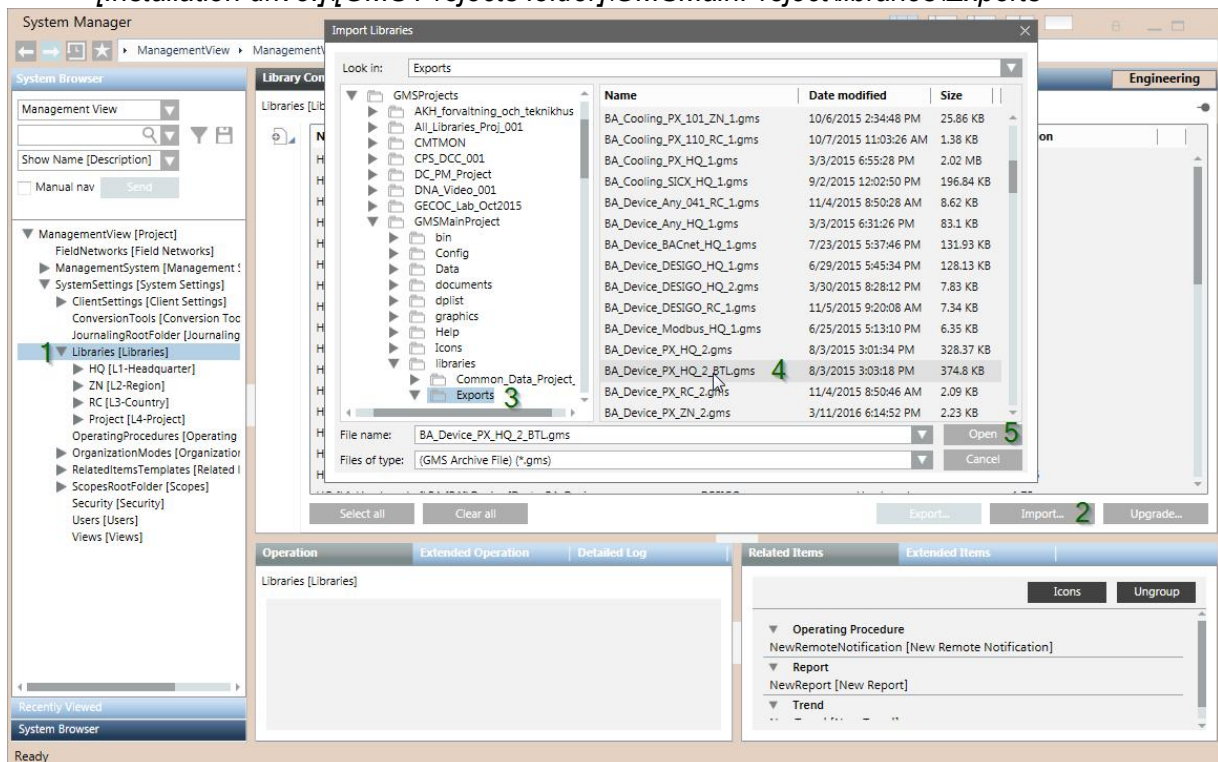 System Manager
ManagementView
System Browser
Management View
Show Name [Description]
Manual nav
Send
ManagementView [Project]
FieldNetworks [Field Networks]
ManagementSystem [Management
SystemSettings [System Settings]
ClientSettings [Client Settings]
ConversionTools [Conversion Toc
JournalingRootFolder [Journaling
1
Libraries [Libraries]
HQ [L1-Headquarter]
ZN [L2-Region]
RC [L3-Country]
Project [L4-Project]
OperatingProcedures [Operating
OrganizationModes [Organization
RelatedItemsTemplates [Related I
ScopesRootFolder [Scopes]
Security [Security]
Users [Users]
Views [Views]
Recently Viewed
System Browser
Ready
Library Con
Engineering
Libraries [Lib
Import Libraries
Look in: Exports
GMSProjects
AKH_forvaltning_och_teknikhus
All_Libraries_Proj_001
CMTMON
CPS_DCC_001
DC_PM_Project
DNA_Video_001
GECOC_Lab_Oct2015
GMSMainProject
bin
Config
Data
documents
dplist
graphics
Help
Icons
libraries
Common_Data_Project_
Exports 3
Name Date modified Size
BA_Cooling_PX_101_ZN_1.gms 10/6/2015 2:34:48 PM 25.86 KB
BA_Cooling_PX_110_RC_1.gms 10/7/2015 11:03:26 AM 1.38 KB
BA_Cooling_PX_HQ_1.gms 3/3/2015 6:55:28 PM 2.02 MB
BA_Cooling_SICX_HQ_1.gms 9/2/2015 12:02:50 PM 196.84 KB
BA_Device_Any_041_RC_1.gms 11/4/2015 8:50:28 AM 8.62 KB
BA_Device_Any_HQ_1.gms 3/3/2015 6:31:26 PM 83.1 KB
BA_Device_BACnet_HQ_1.gms 7/23/2015 5:37:46 PM 131.93 KB
BA_Device_DESIGO_HQ_1.gms 6/29/2015 5:45:34 PM 128.13 KB
BA_Device_DESIGO_HQ_2.gms 3/30/2015 8:28:12 PM 7.83 KB
BA_Device_DESIGO_RC_1.gms 11/5/2015 9:20:08 AM 7.34 KB
BA_Device_Modbus_HQ_1.gms 6/25/2015 5:13:10 PM 6.35 KB
BA_Device_PX_HQ_2.gms 8/3/2015 3:01:34 PM 328.37 KB
BA_Device_PX_HQ_2_BTL.gms 4 8/3/2015 3:03:18 PM 374.8 KB
BA_Device_PX_RC_2.gms 11/4/2015 8:50:46 AM 2.09 KB
BA_Device_PX_ZN_2.gms 3/11/2016 6:14:52 PM 2.23 KB
File name: BA_Device_PX_HQ_2_BTL.gms Open 5
Files of type: (GMS Archive File) (*.gms) Cancel
Select all Clear all Export... Import... 2 Upgrade...
Operation Extended Operation Detailed Log
Libraries [Libraries]
Related Items Extended Items
Icons Ungroup
Operating Procedure
NewRemoteNotification [New Remote Notification]
Report
NewReport [New Report]
Trend